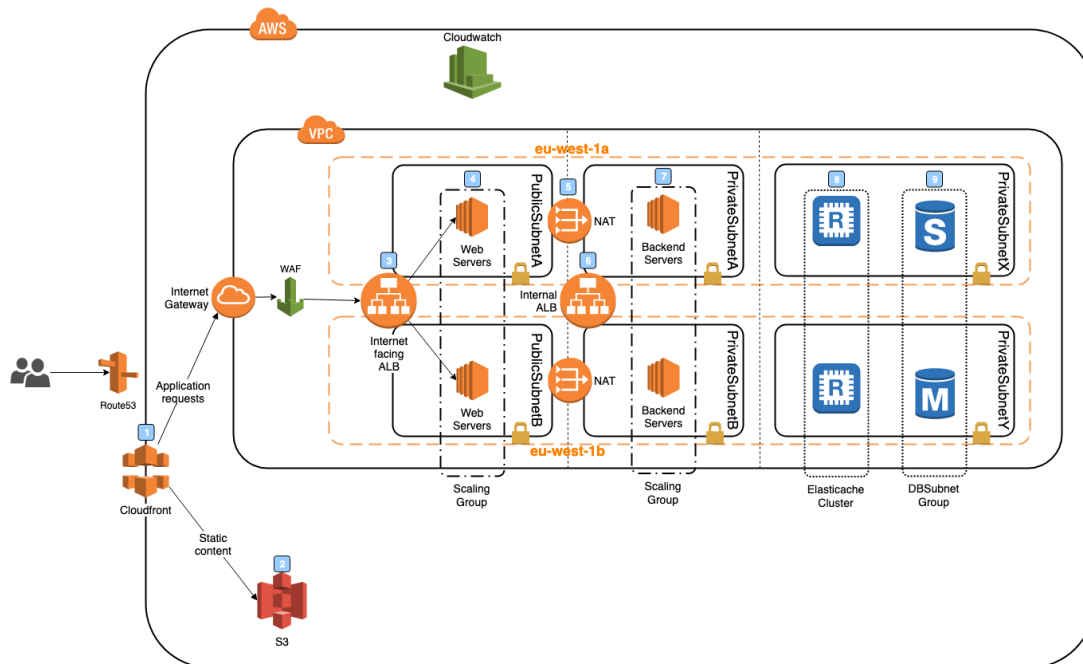 AWS
Cloudwatch
VPC
eu-west-1a
4
5
7
8
9
PublicSubnetA
PrivateSubnetA
PrivateSubnetX
R
S
NAT
Web
Servers
Backend
Servers
3
6
WAF
Internet
Gateway
Internal
ALB
Internet
facing
ALB
PublicSubnetB
PrivateSubnetB
PrivateSubnetY
R
M
NAT
Web
Servers
Backend
Servers
Route53
Application
requests
1
eu-west-1b
Cloudfront
Scaling
Group
Scaling
Group
Elasticache
Cluster
DBSubnet
Group
Static
content
2
S3